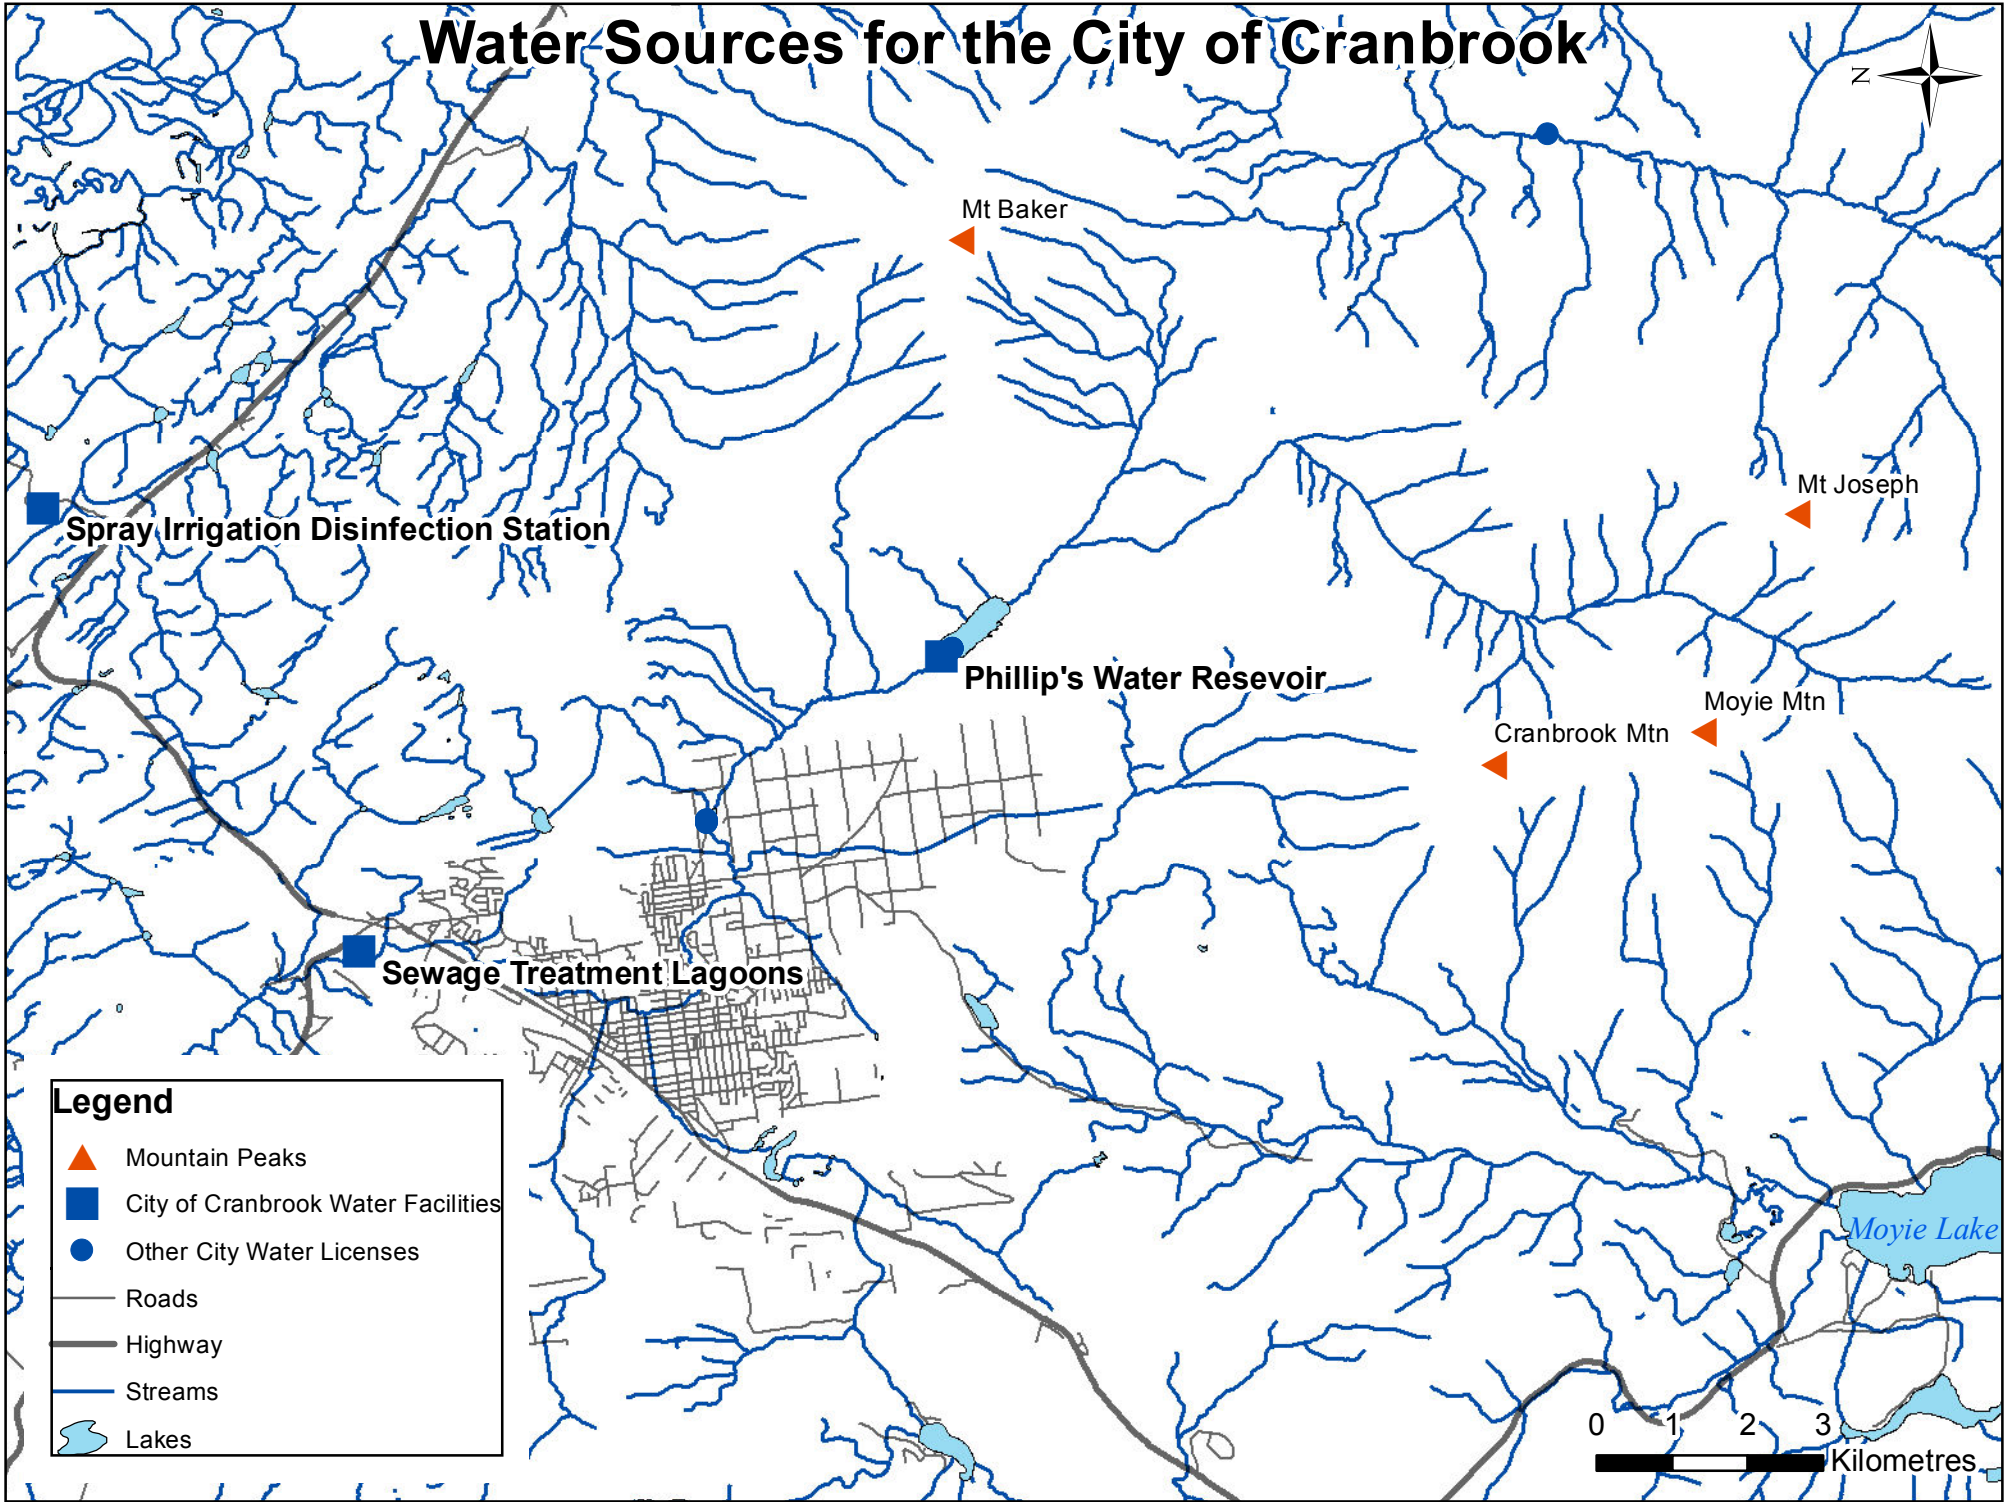 Water Sources for the City of Cranbrook
N
Mt Baker
Mt Joseph
Spray Irrigation Disinfection Station
Phillip's Water Resevoir
Moyie Mtn
Cranbrook Mtn
Sewage Treatment Lagoons
Moyie Lake
Legend
Mountain Peaks
City of Cranbrook Water Facilities
Other City Water Licenses
Roads
Highway
Streams
Lakes
0 1 2 3
Kilometres